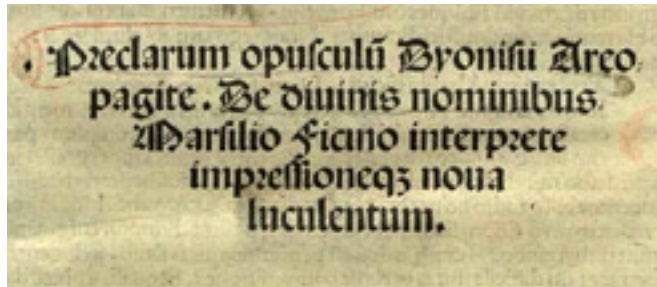 . Preclarum opuſculū Dyoniſii Areo
pagite. De diuinis nominibus.
Marſilio Ficino interprete
impreſſioneqꝫ noua
luculentum.